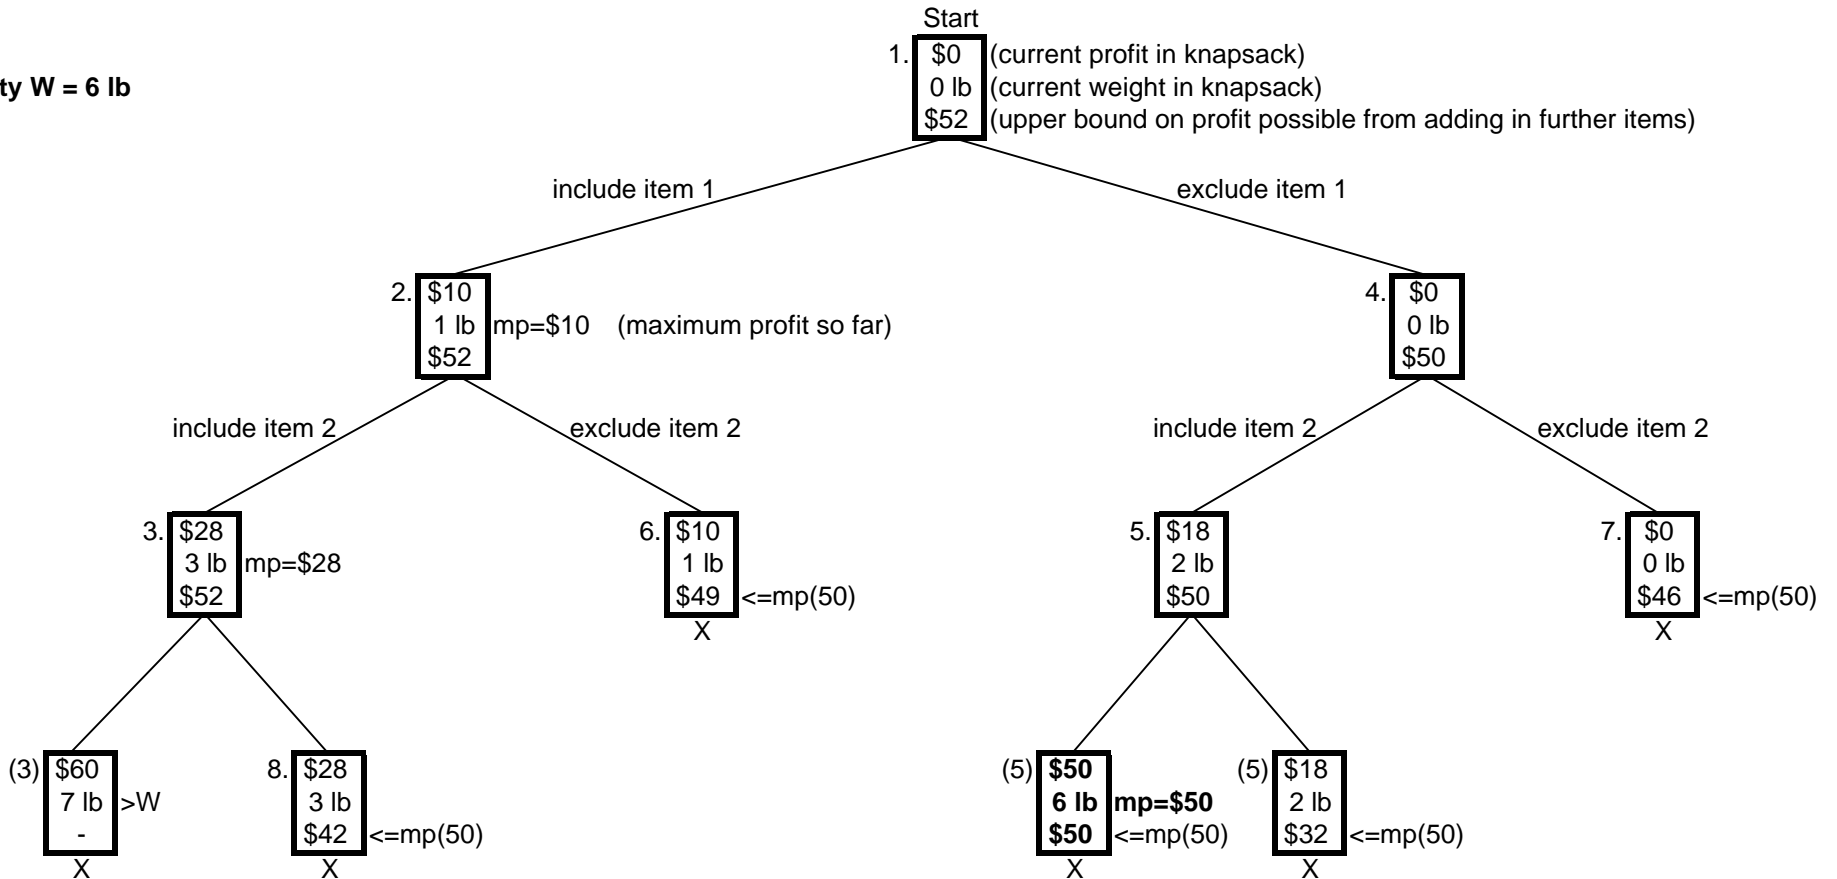 Start
1. $0 (current profit in knapsack)
ty W = 6 lb
0 lb (current weight in knapsack)
$52 (upper bound on profit possible from adding in further items)
include item 1
exclude item 1
2. $10
1 lb mp=$10 (maximum profit so far)
$52
4. $0
0 lb
$50
include item 2
exclude item 2
include item 2
exclude item 2
3. $28
3 lb mp=$28
$52
6. $10
1 lb
$49 <=mp(50)
X
5. $18
2 lb
$50
7. $0
0 lb
$46 <=mp(50)
X
(3) $60
7 lb >W
-
X
8. $28
3 lb
$42 <=mp(50)
X
(5) $50
6 lb mp=$50
$50 <=mp(50)
X
(5) $18
2 lb
$32 <=mp(50)
X